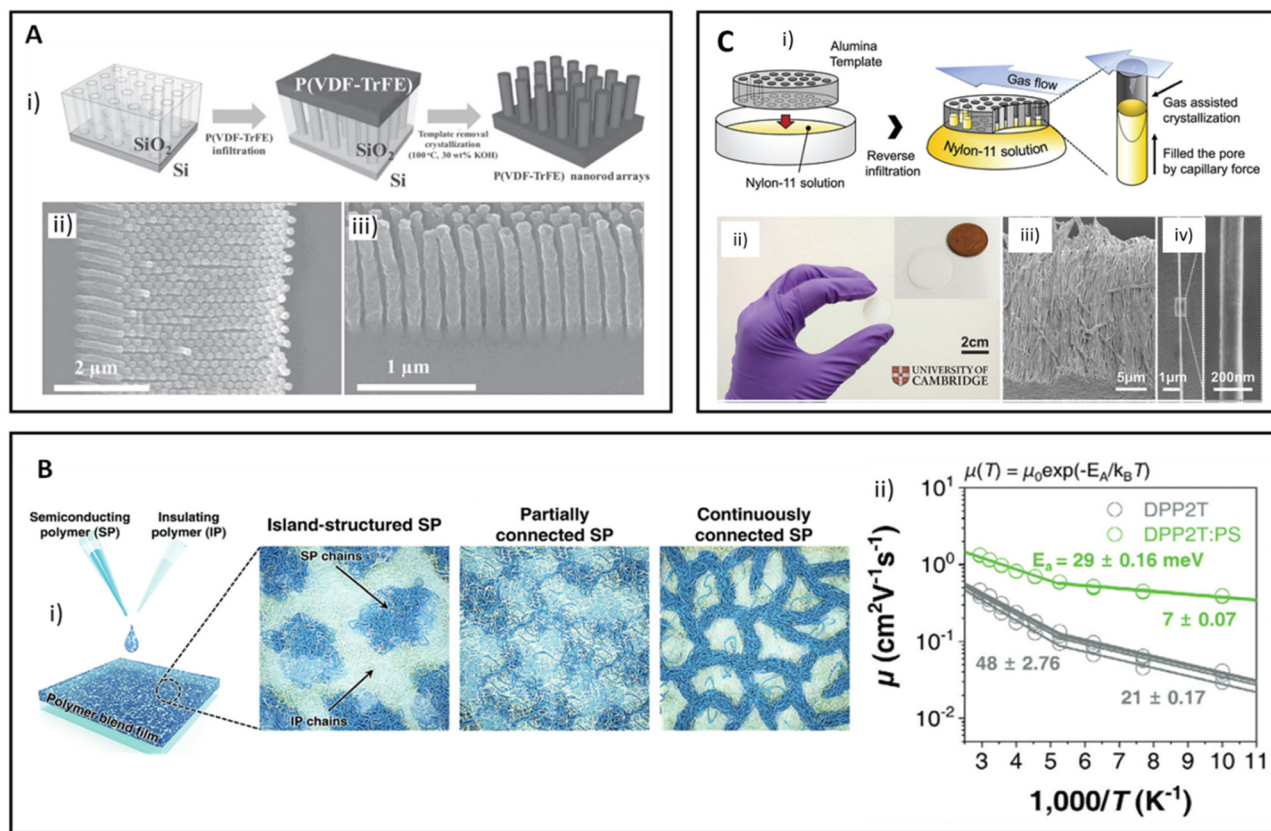 A
i)
SiO2
Si
P(VDF-TrFE)
infiltration
P(VDF-TrFE)
SiO2
Si
Template removal
crystallization
(100 °C, 30 wt% KOH)
P(VDF-TrFE) nanorod arrays
ii)
2 µm
iii)
1 µm
C
i)
Alumina
Template
Nylon-11 solution
Reverse
infiltration
Gas flow
Nylon-11 solution
Gas assisted
crystallization
Filled the pore
by capillary force
ii)
2cm
UNIVERSITY OF
CAMBRIDGE
iii)
5µm
iv)
1µm
200nm
B
i)
Semiconducting
polymer (SP)
Insulating
polymer (IP)
Polymer blend film
Island-structured SP
SP chains
IP chains
Partially
connected SP
Continuously
connected SP
ii)
µ(T) = µ0exp(-EA/kBT)
DPP2T
DPP2T:PS
Ea = 29 ± 0.16 meV
7 ± 0.07
48 ± 2.76
21 ± 0.17
µ (cm2V-1s-1)
10^1
10^0
10^-1
10^-2
3 4 5 6 7 8 9 10 11
1,000/T (K-1)